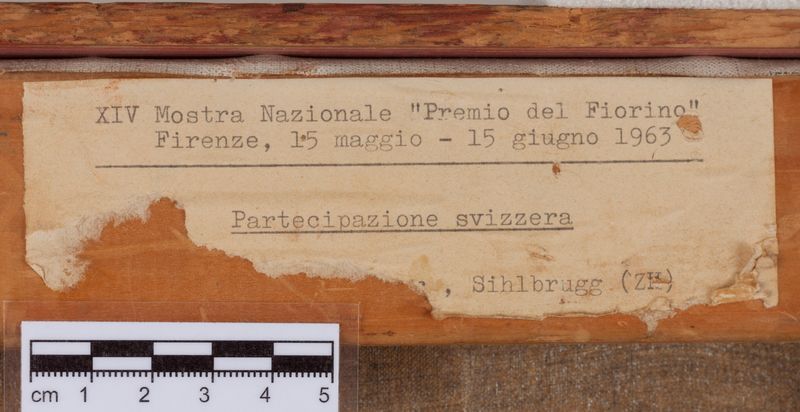 XIV Mostra Nazionale "Premio del Fiorino"
Firenze, 15 maggio - 15 giugno 1963
Partecipazione svizzera
, Sihlbrugg (ZH)
cm 1 2 3 4 5